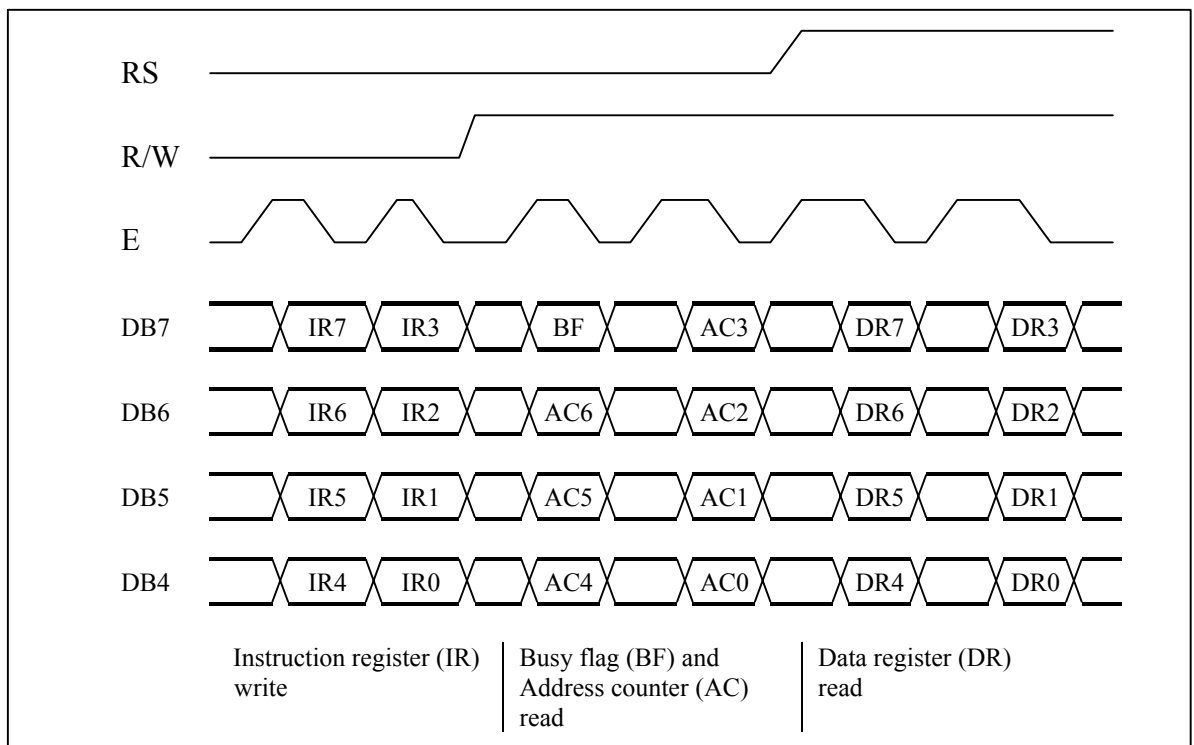 RS
R/W
E
DB7 IR7 IR3 BF AC3 DR7 DR3
DB6 IR6 IR2 AC6 AC2 DR6 DR2
DB5 IR5 IR1 AC5 AC1 DR5 DR1
DB4 IR4 IR0 AC4 AC0 DR4 DR0
Instruction register (IR)
write
Busy flag (BF) and
Address counter (AC)
read
Data register (DR)
read